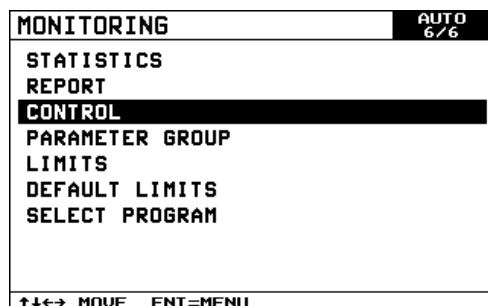 MONITORING
AUTO
6/6
STATISTICS
REPORT
CONTROL
PARAMETER GROUP
LIMITS
DEFAULT LIMITS
SELECT PROGRAM
↑↓←→ MOVE ENT=MENU